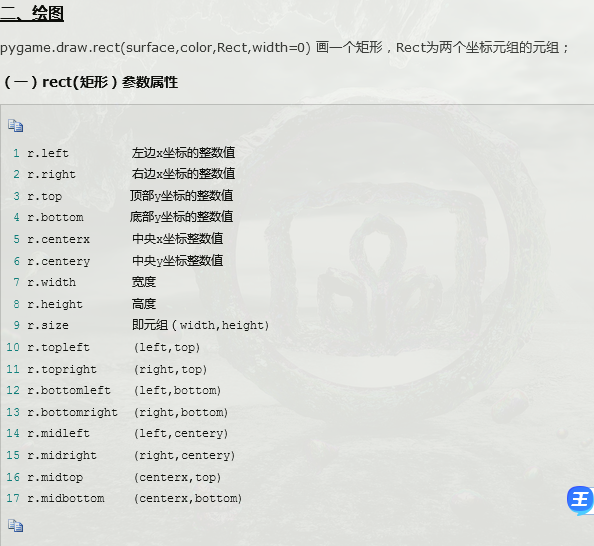 二、绘图
pygame.draw.rect(surface,color,Rect,width=0) 画一个矩形，Rect为两个坐标元组的元组；
（一）rect(矩形）参数属性
1 r.left 左边x坐标的整数值
2 r.right 右边x坐标的整数值
3 r.top 顶部y坐标的整数值
4 r.bottom 底部y坐标的整数值
5 r.centerx 中央x坐标整数值
6 r.centery 中央y坐标整数值
7 r.width 宽度
8 r.height 高度
9 r.size 即元组（width,height)
10 r.topleft (left,top)
11 r.topright (right,top)
12 r.bottomleft (left,bottom)
13 r.bottomright (right,bottom)
14 r.midleft (left,centery)
15 r.midright (right,centery)
16 r.midtop (centerx,top)
17 r.midbottom (centerx,bottom)
王